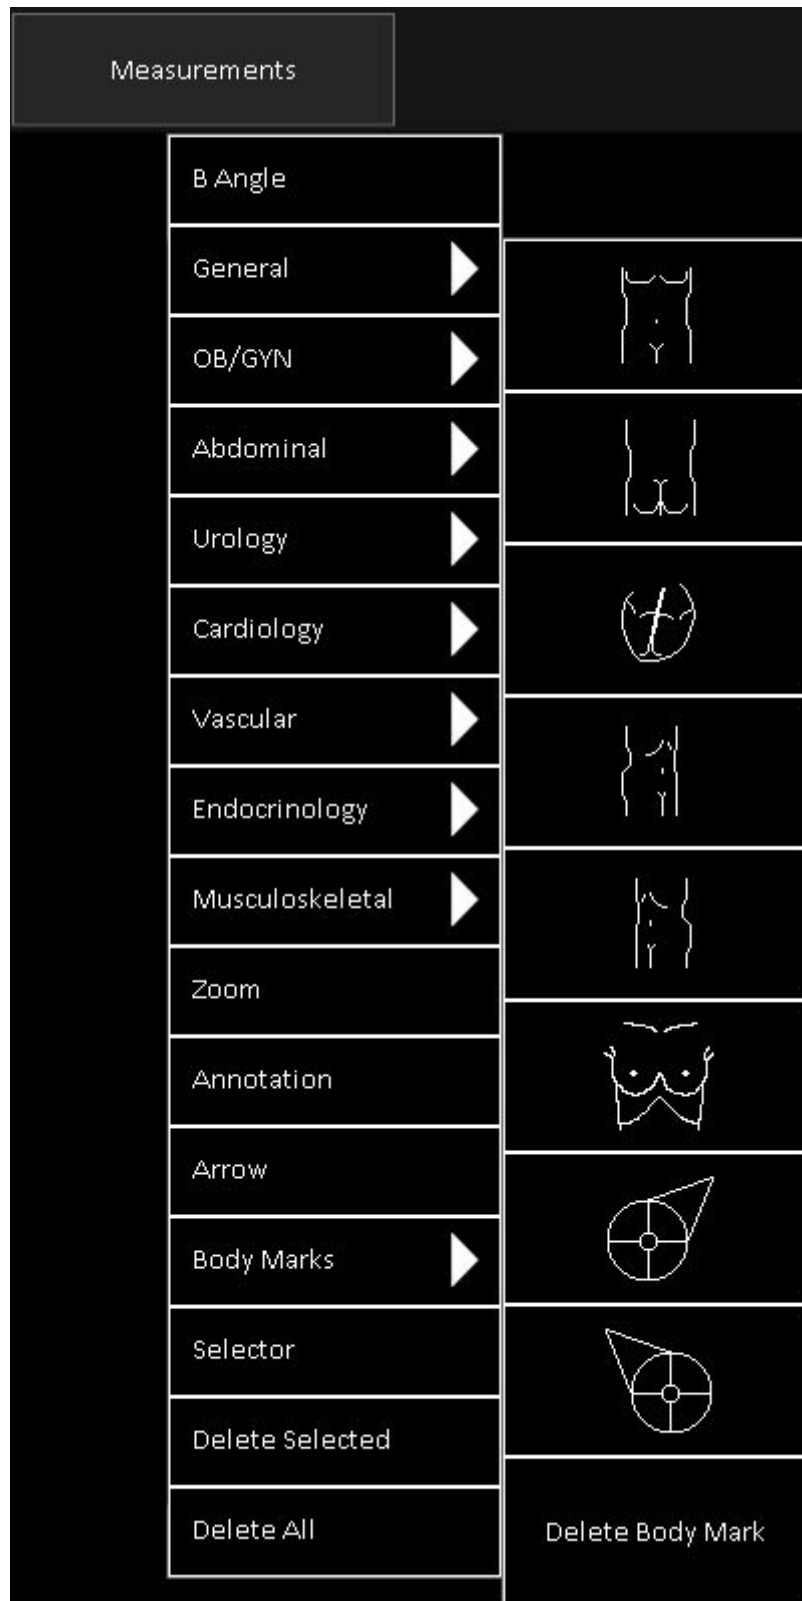 Measurements
B Angle
General
OB/GYN
Abdominal
Urology
Cardiology
Vascular
Endocrinology
Musculoskeletal
Zoom
Annotation
Arrow
Body Marks
Selector
Delete Selected
Delete All
Delete Body Mark